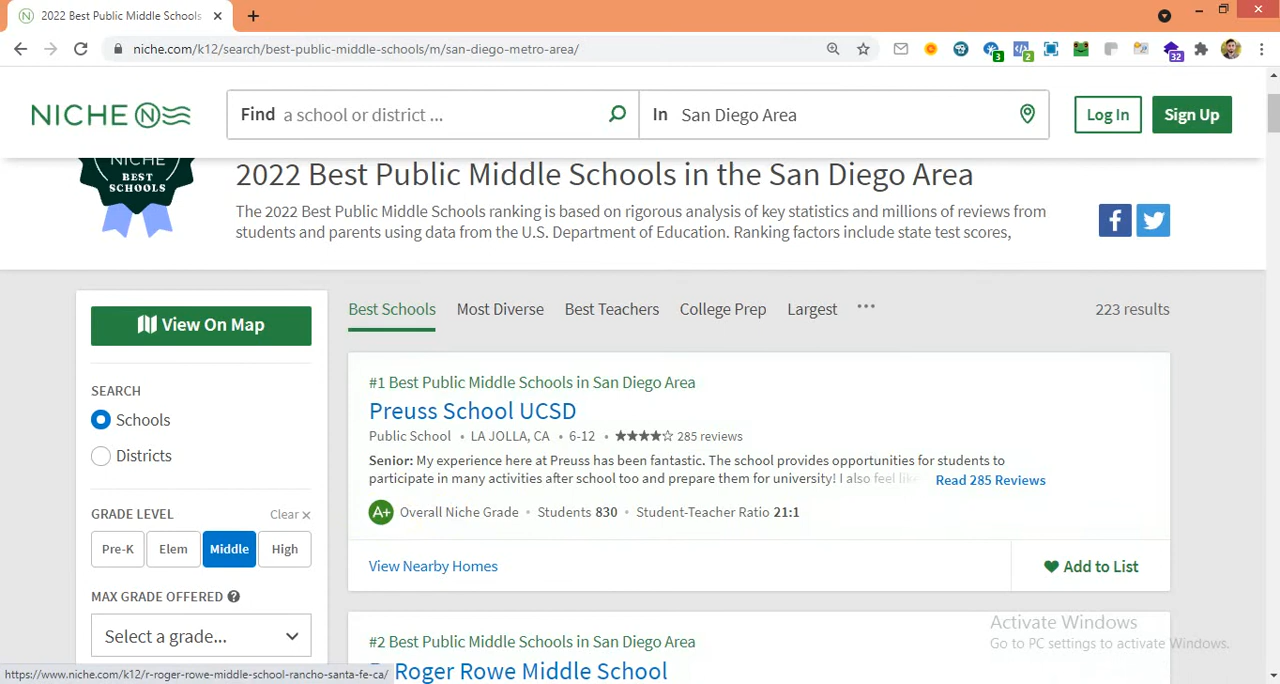 2022 Best Public Middle Schools
niche.com/k12/search/best-public-middle-schools/m/san-diego-metro-area/
3
2
32
NICHE N
Find a school or district ...
In San Diego Area
Log In
Sign Up
NICHE
BEST
SCHOOLS
2022 Best Public Middle Schools in the San Diego Area
The 2022 Best Public Middle Schools ranking is based on rigorous analysis of key statistics and millions of reviews from
students and parents using data from the U.S. Department of Education. Ranking factors include state test scores,
View On Map
SEARCH
Schools
Districts
GRADE LEVEL
Clear ×
Pre-K
Elem
Middle
High
MAX GRADE OFFERED
Select a grade...
Best Schools
Most Diverse
Best Teachers
College Prep
Largest
223 results
#1 Best Public Middle Schools in San Diego Area
Preuss School UCSD
Public School • LA JOLLA, CA • 6-12 • ★★★★☆ 285 reviews
Senior: My experience here at Preuss has been fantastic. The school provides opportunities for students to
participate in many activities after school too and prepare them for university! I also feel like
Read 285 Reviews
A+ Overall Niche Grade • Students 830 • Student-Teacher Ratio 21:1
View Nearby Homes
Add to List
#2 Best Public Middle Schools in San Diego Area
Roger Rowe Middle School
Activate Windows
Go to PC settings to activate Windows.
https://www.niche.com/k12/r-roger-rowe-middle-school-rancho-santa-fe-ca/